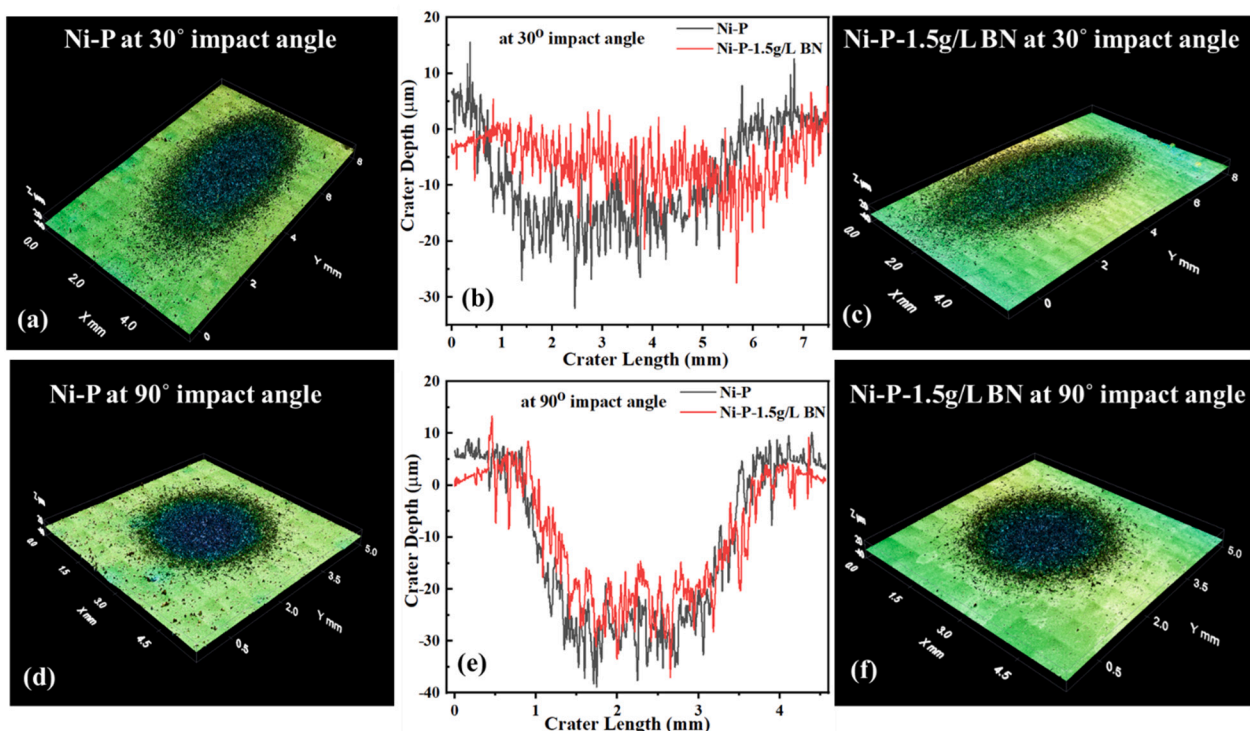 Ni-P at 30° impact angle
Z μm
20
0.0
2.0
X mm
4.0
0
2
Y mm
4
6
8
(a)
at 30⁰ impact angle
Ni-P
Ni-P-1.5g/L BN
Crater Depth (μm)
20
10
0
-10
-20
-30
0 1 2 3 4 5 6 7
Crater Length (mm)
(b)
Ni-P-1.5g/L BN at 30° impact angle
0.0
2.0
X mm
4.0
0
2
Y mm
4
6
8
(c)
Ni-P at 90° impact angle
0.0
1.5
X mm
3.0
4.5
0.5
2.0
Y mm
3.5
5.0
(d)
at 90⁰ impact angle
Ni-P
Ni-P-1.5g/L BN
Crater Depth (μm)
20
10
0
-10
-20
-30
-40
0 1 2 3 4
Crater Length (mm)
(e)
Ni-P-1.5g/L BN at 90° impact angle
0.0
1.5
X mm
3.0
4.5
0.5
2.0
Y mm
3.5
5.0
(f)